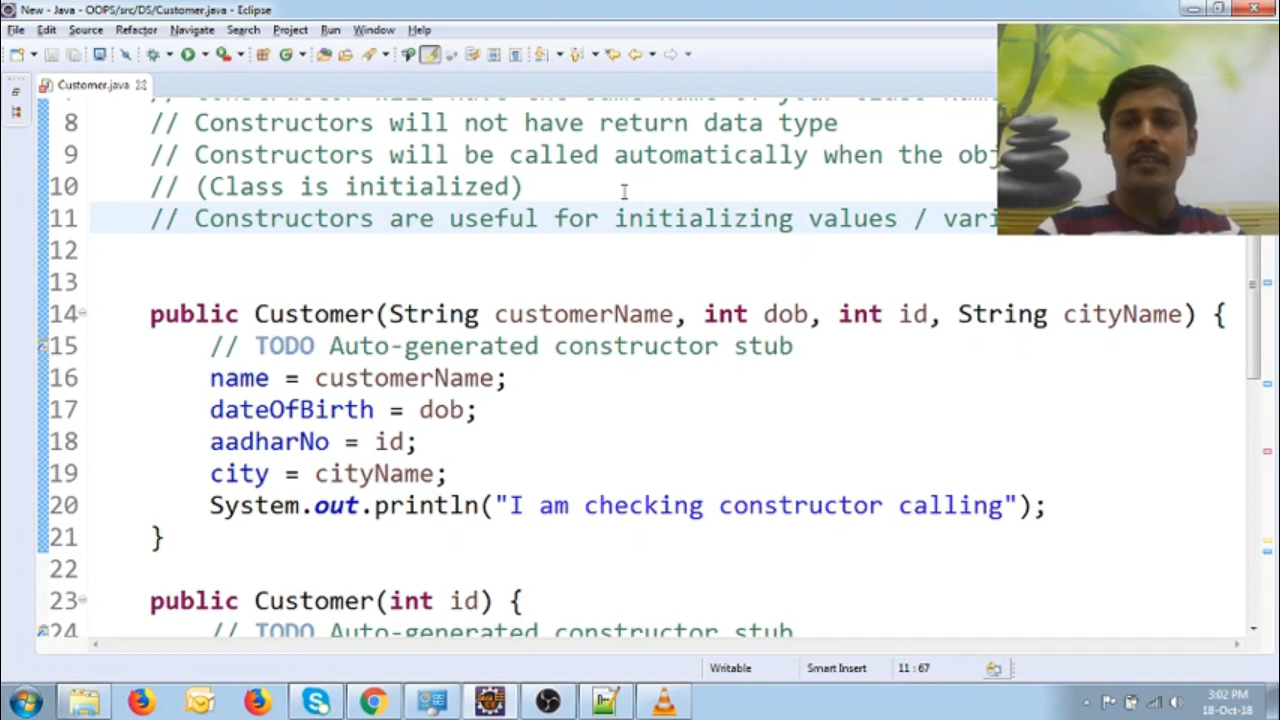 New - Java - OOPS/src/DS/Customer.java - Eclipse
File Edit Source Refactor Navigate Search Project Run Window Help
Customer.java
8 // Constructors will not have return data type
9 // Constructors will be called automatically when the obj
10 // (Class is initialized)
11 // Constructors are useful for initializing values / vari
12
13
14 public Customer(String customerName, int dob, int id, String cityName) {
15 // TODO Auto-generated constructor stub
16 name = customerName;
17 dateOfBirth = dob;
18 aadharNo = id;
19 city = cityName;
20 System.out.println("I am checking constructor calling");
21 }
22
23 public Customer(int id) {
24 // TODO Auto-generated constructor stub
Writable Smart Insert 11 : 67
3:02 PM
18-Oct-18